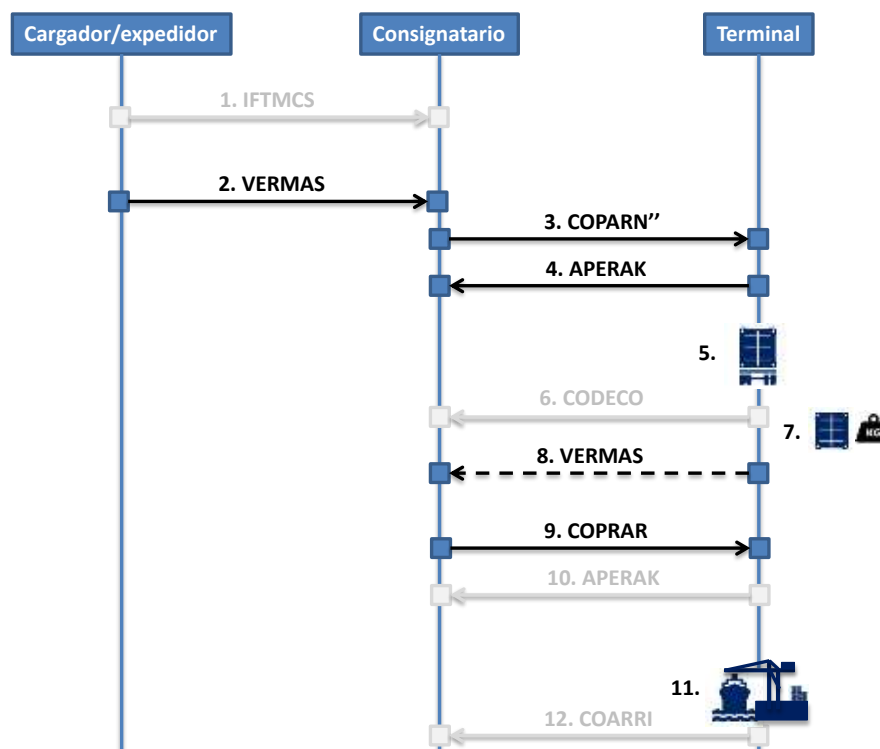 Cargador/expedidor
Consignatario
Terminal
1. IFTMCS
2. VERMAS
3. COPARN’’
4. APERAK
5.
6. CODECO
7.
KG
8. VERMAS
9. COPRAR
10. APERAK
11.
12. COARRI